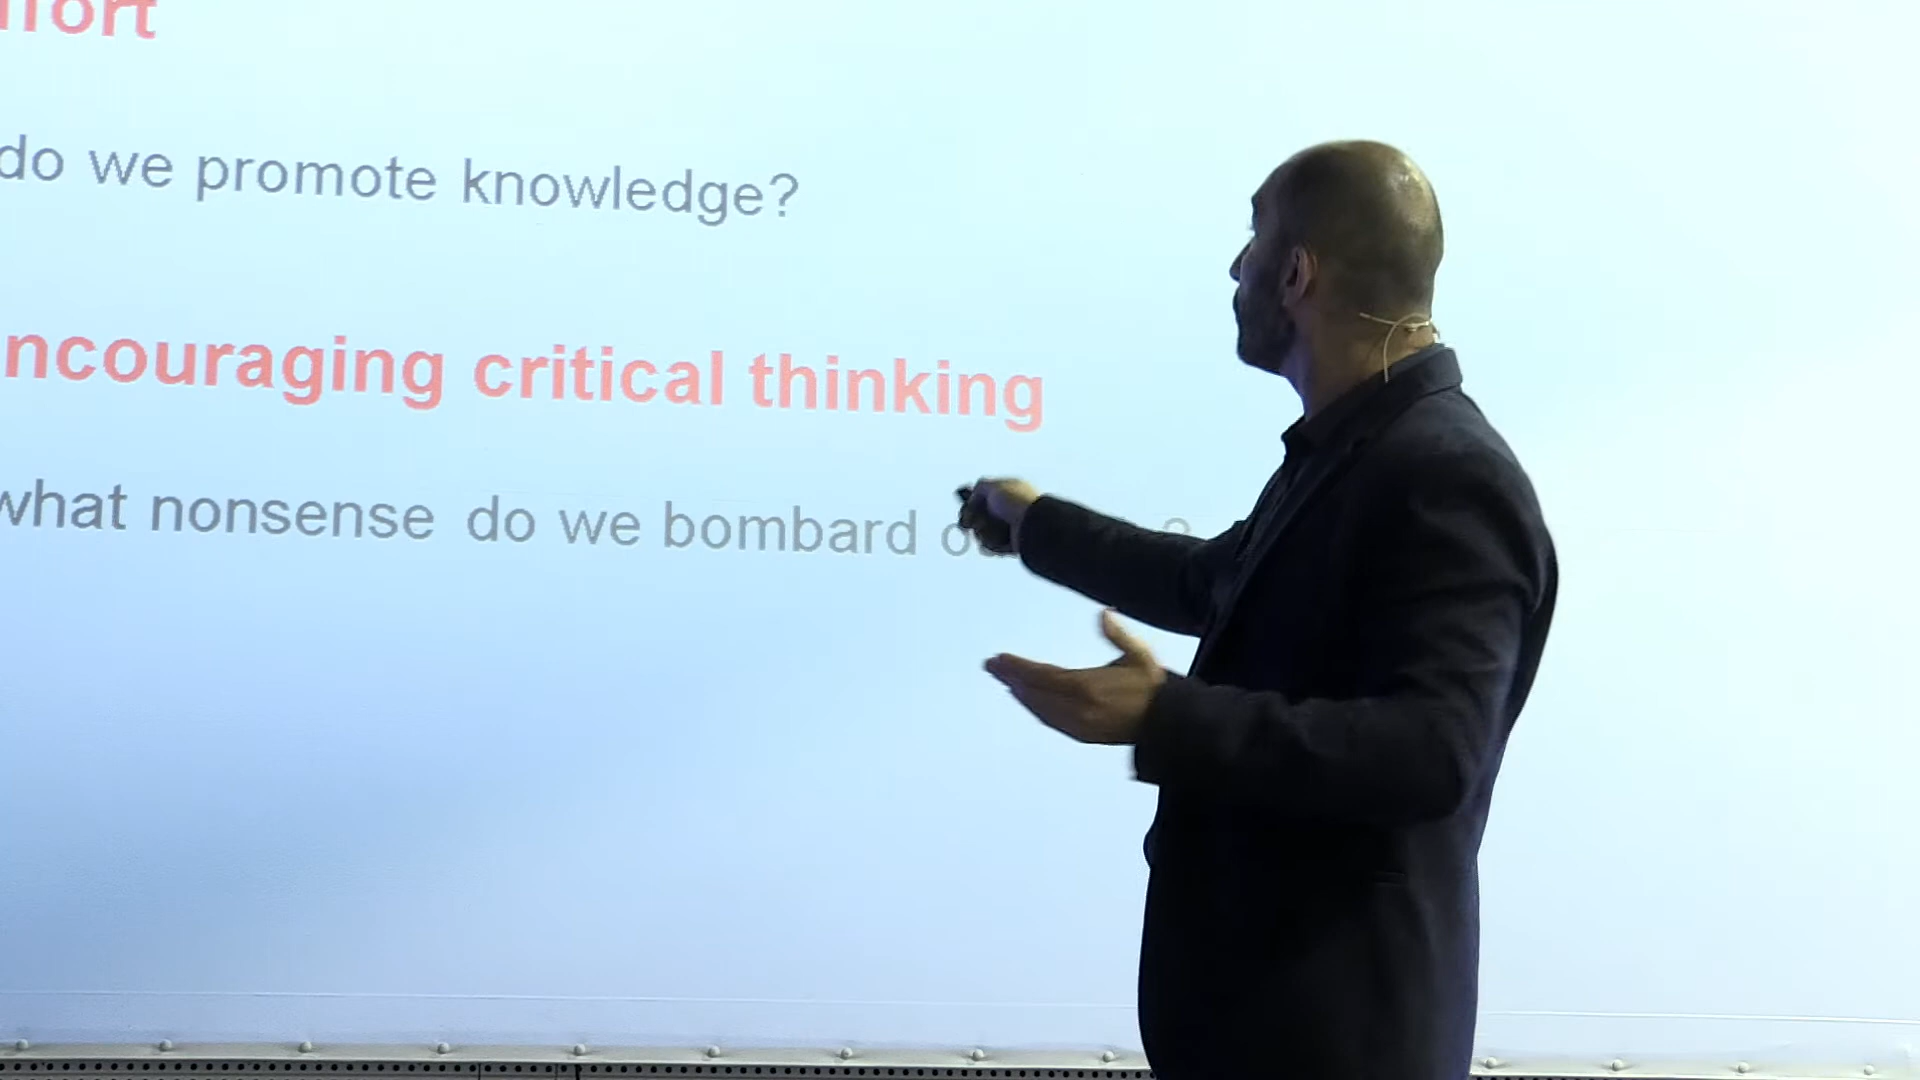 do we promote knowledge?
ncouraging critical thinking
what nonsense do we bombard